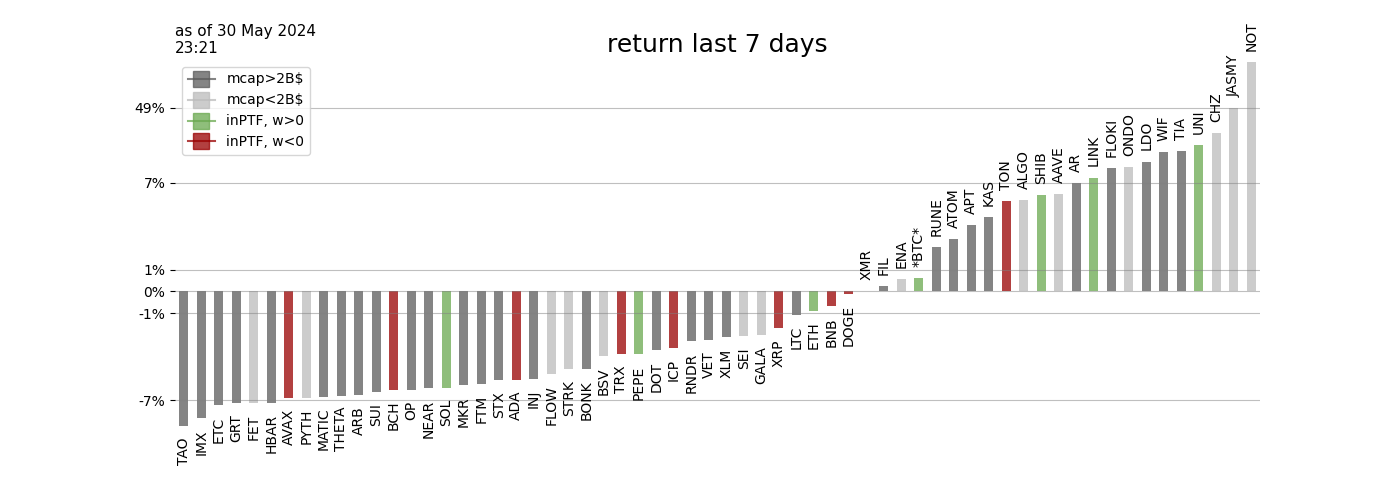 as of 30 May 2024
23:21
return last 7 days
mcap>2B$
mcap<2B$
inPTF, w>0
inPTF, w<0
49%
7%
1%
0%
-1%
-7%
TAO
IMX
ETC
GRT
FET
HBAR
AVAX
PYTH
MATIC
THETA
ARB
SUI
BCH
OP
NEAR
SOL
MKR
FTM
STX
ADA
INJ
FLOW
STRK
BONK
BSV
TRX
PEPE
DOT
ICP
RNDR
VET
XLM
SEI
GALA
XRP
LTC
ETH
BNB
DOGE
XMR
FIL
ENA
*BTC*
RUNE
ATOM
APT
KAS
TON
ALGO
SHIB
AAVE
AR
LINK
FLOKI
ONDO
LDO
WIF
TIA
UNI
CHZ
JASMY
NOT